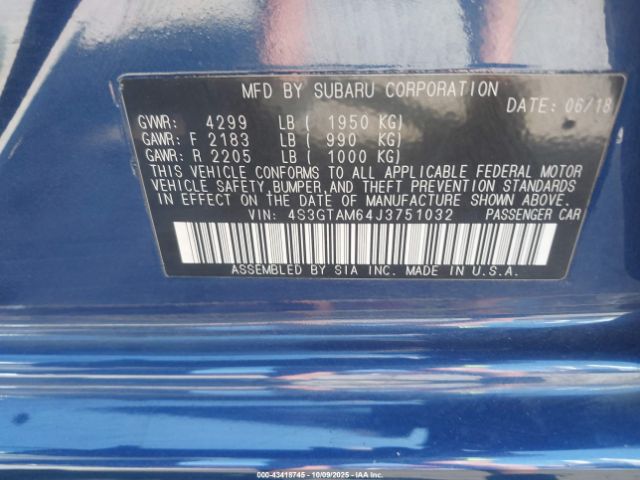 MFD BY SUBARU CORPORATION
DATE: 06/18
GVWR: 4299 LB ( 1950 KG)
GAWR: F 2183 LB ( 990 KG)
GAWR: R 2205 LB ( 1000 KG)
THIS VEHICLE CONFORMS TO ALL APPLICABLE FEDERAL MOTOR
VEHICLE SAFETY, BUMPER, AND THEFT PREVENTION STANDARDS
IN EFFECT ON THE DATE OF MANUFACTURE SHOWN ABOVE.
VIN: 4S3GTAM64J3751032 PASSENGER CAR
ASSEMBLED BY SIA INC. MADE IN U.S.A.
000-43418745 - 10/09/2025 - IAAI.COM